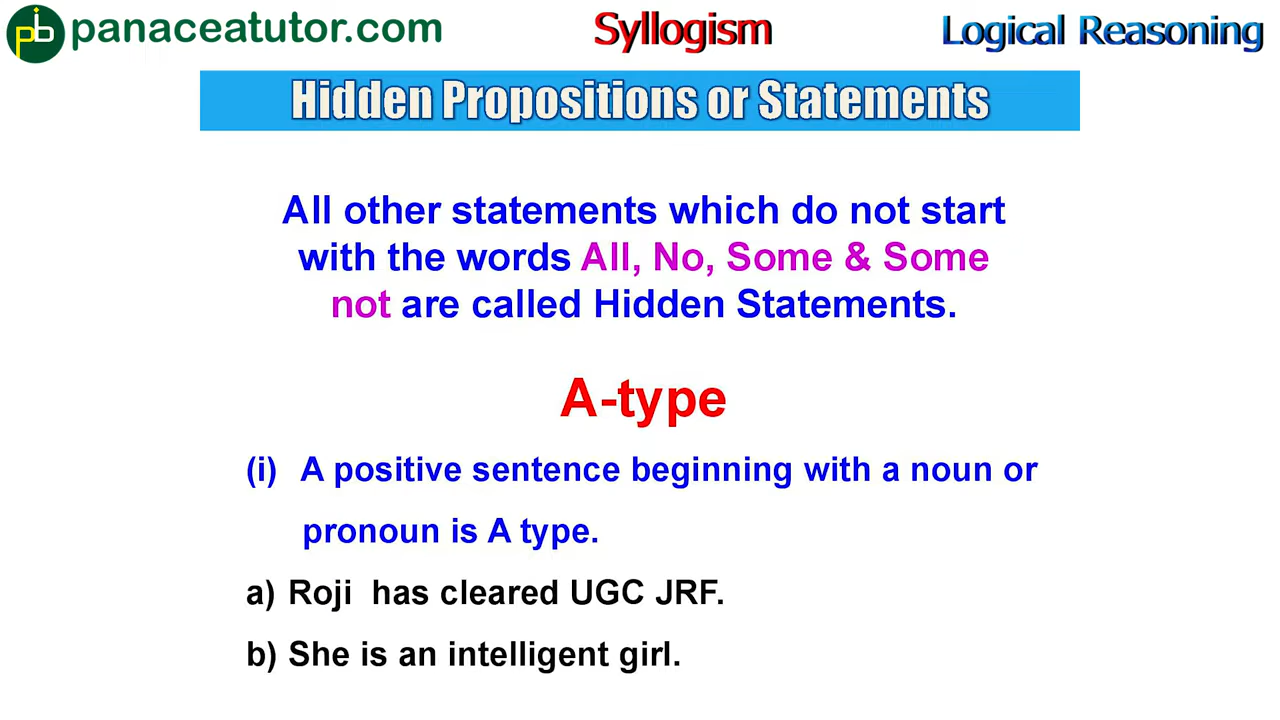 pib panaceatutor.com Syllogism Logical Reasoning
Hidden Propositions or Statements
All other statements which do not start
with the words All, No, Some & Some
not are called Hidden Statements.
A-type
(i) A positive sentence beginning with a noun or
pronoun is A type.
a) Roji has cleared UGC JRF.
b) She is an intelligent girl.